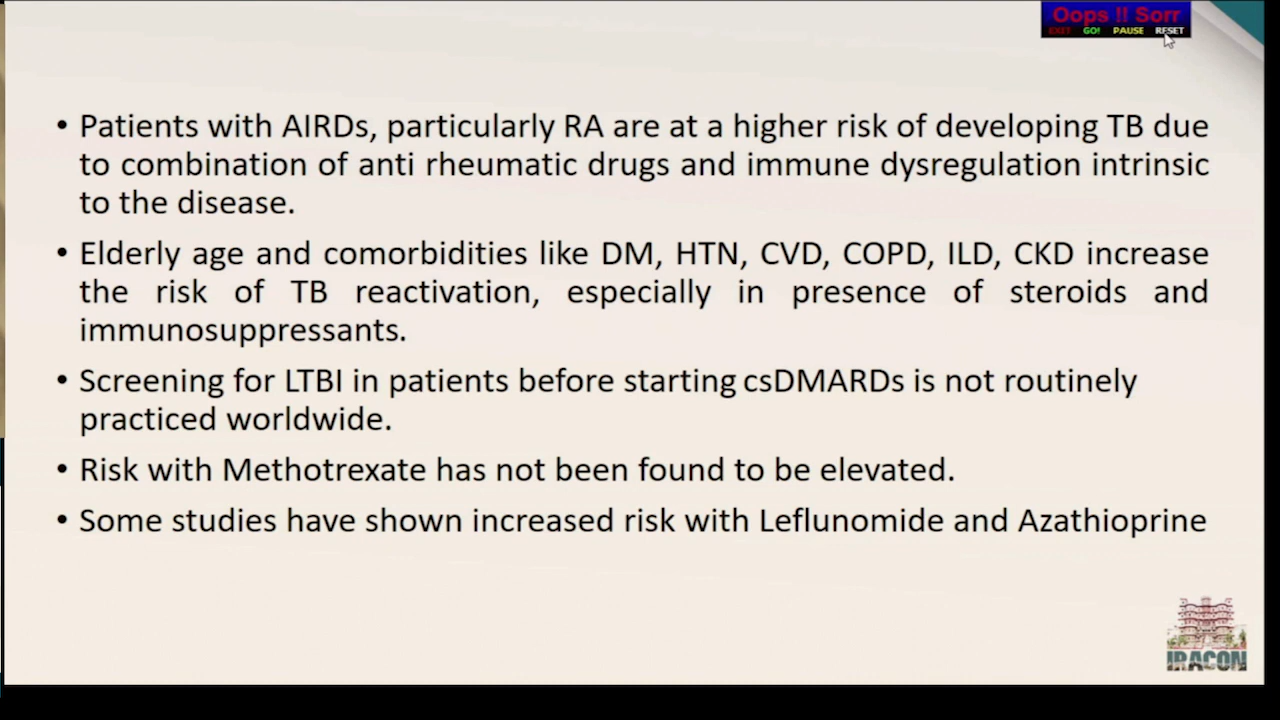 Oops !! Sorr
EXIT GO! PAUSE RESET
• Patients with AIRDs, particularly RA are at a higher risk of developing TB due
to combination of anti rheumatic drugs and immune dysregulation intrinsic
to the disease.
• Elderly age and comorbidities like DM, HTN, CVD, COPD, ILD, CKD increase
the risk of TB reactivation, especially in presence of steroids and
immunosuppressants.
• Screening for LTBI in patients before starting csDMARDs is not routinely
practiced worldwide.
• Risk with Methotrexate has not been found to be elevated.
• Some studies have shown increased risk with Leflunomide and Azathioprine
IRACON